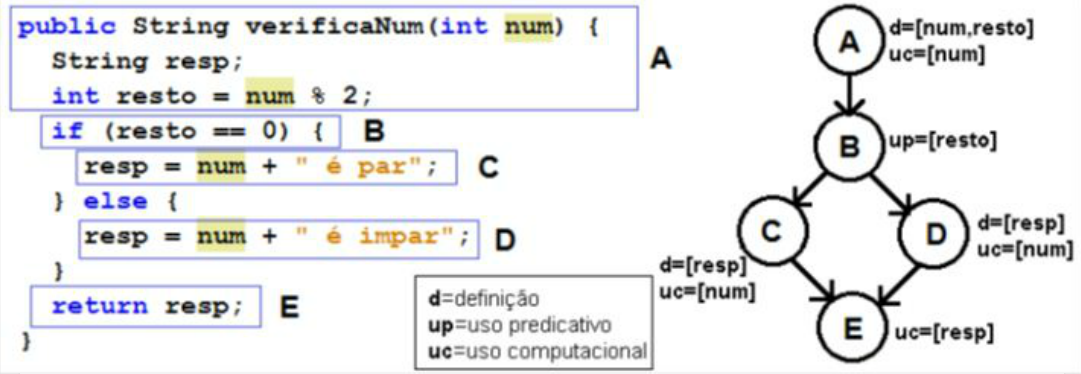 public String verificaNum(int num) {
String resp;
int resto = num % 2;
A
if (resto == 0) {
B
resp = num + " é par";
C
} else {
resp = num + " é impar";
D
}
return resp;
E
}
d=definição
up=uso predicativo
uc=uso computacional
A
d=[num,resto]
uc=[num]
B
up=[resto]
C
d=[resp]
uc=[num]
D
d=[resp]
uc=[num]
E
uc=[resp]